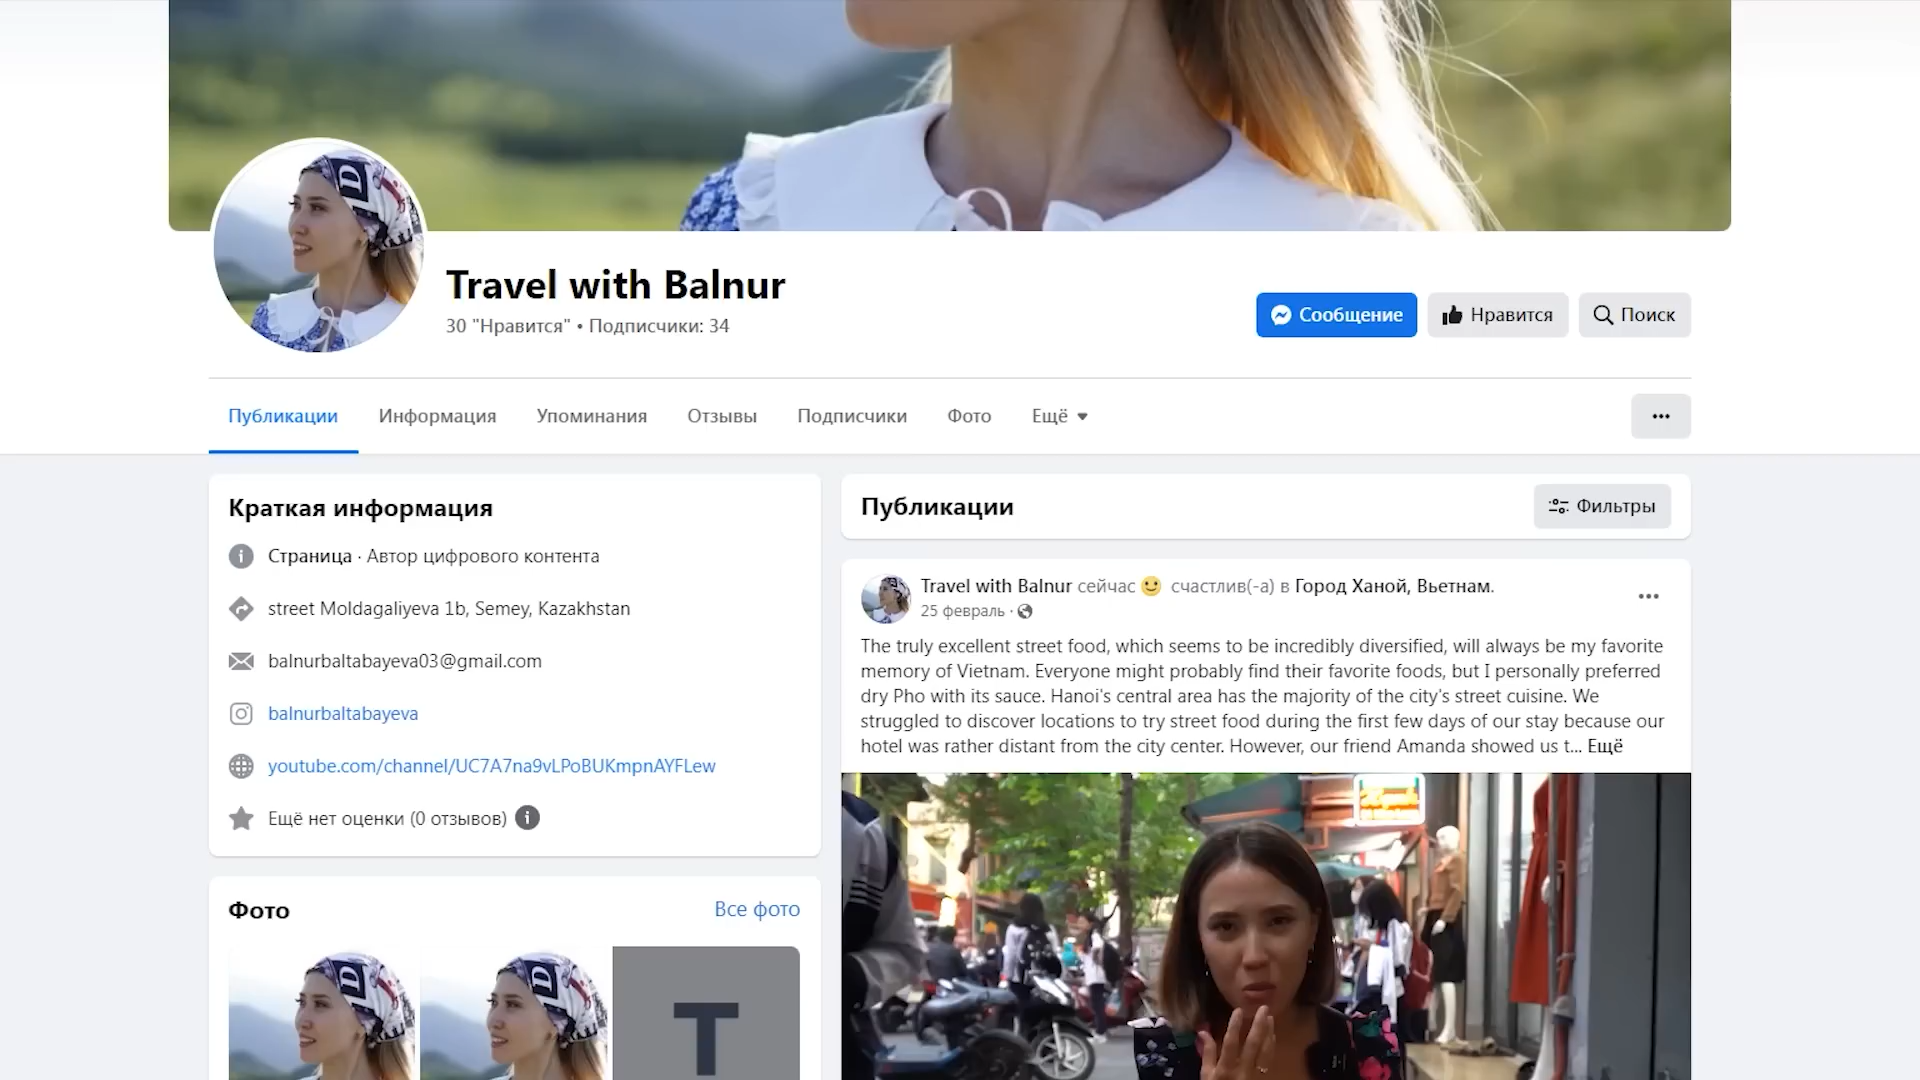 Travel with Balnur
30 "Нравится" • Подписчики: 34
Сообщение
Нравится
Поиск
Публикации
Информация
Упоминания
Отзывы
Подписчики
Фото
Ещё
Краткая информация
Страница · Автор цифрового контента
street Moldagaliyeva 1b, Semey, Kazakhstan
balnurbaltabayeva03@gmail.com
balnurbaltabayeva
youtube.com/channel/UC7A7na9vLPoBUKmpnAYFLew
Ещё нет оценки (0 отзывов)
Фото
Все фото
T
Публикации
Фильтры
Travel with Balnur сейчас 🙂 счастлив(-а) в Город Ханой, Вьетнам.
25 февраль ·
The truly excellent street food, which seems to be incredibly diversified, will always be my favorite
memory of Vietnam. Everyone might probably find their favorite foods, but I personally preferred
dry Pho with its sauce. Hanoi's central area has the majority of the city's street cuisine. We
struggled to discover locations to try street food during the first few days of our stay because our
hotel was rather distant from the city center. However, our friend Amanda showed us t... Ещё